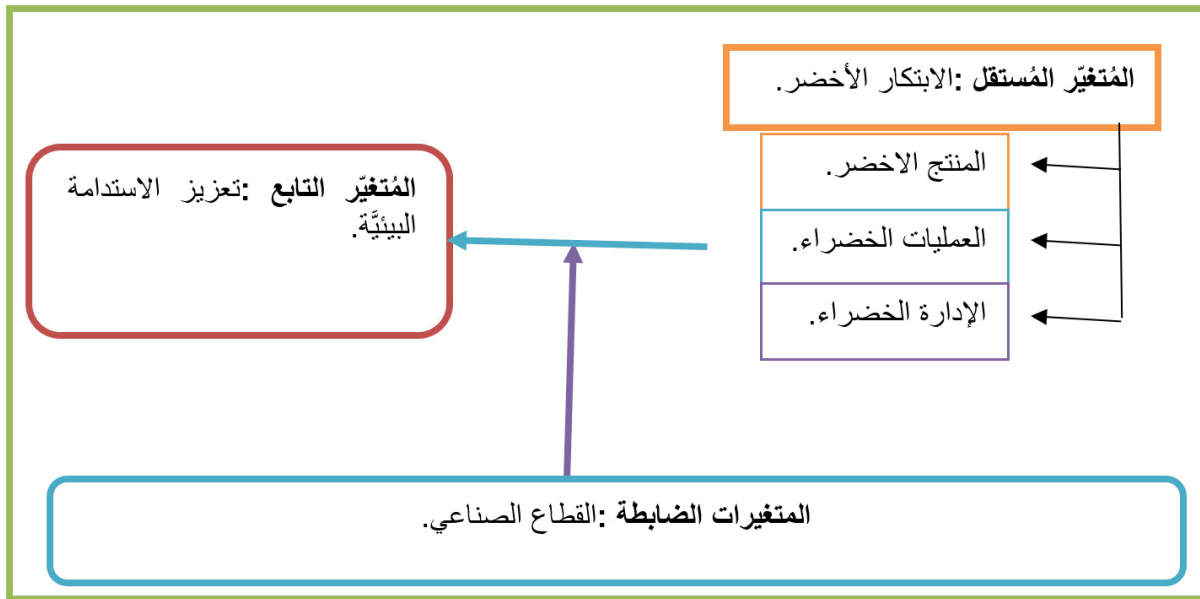 المُتغيّر المُستقل :الابتكار الأخضر.
المنتج الاخضر.
العمليات الخضراء.
الإدارة الخضراء.
المُتغيّر التابع :تعزيز الاستدامة
البيئيَّة.
المتغيرات الضابطة :القطاع الصناعي.